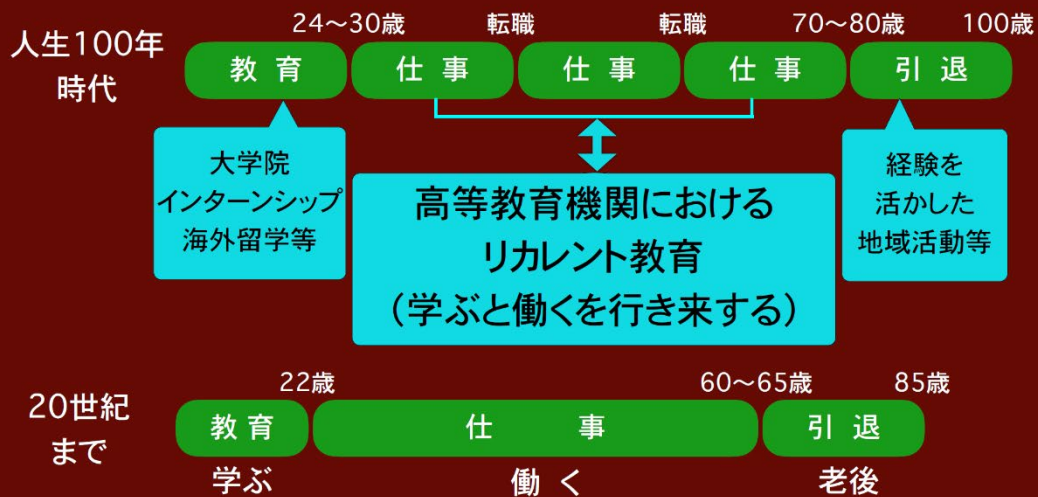 24～30歳 転職 転職 70～80歳 100歳
人生100年
時代
教育 仕事 仕事 仕事 引退
大学院
インターンシップ
海外留学等
高等教育機関における
リカレント教育
（学ぶと働くを行き来する）
経験を
活かした
地域活動等
22歳 60～65歳 85歳
20世紀
まで
教育 仕事 引退
学ぶ 働く 老後